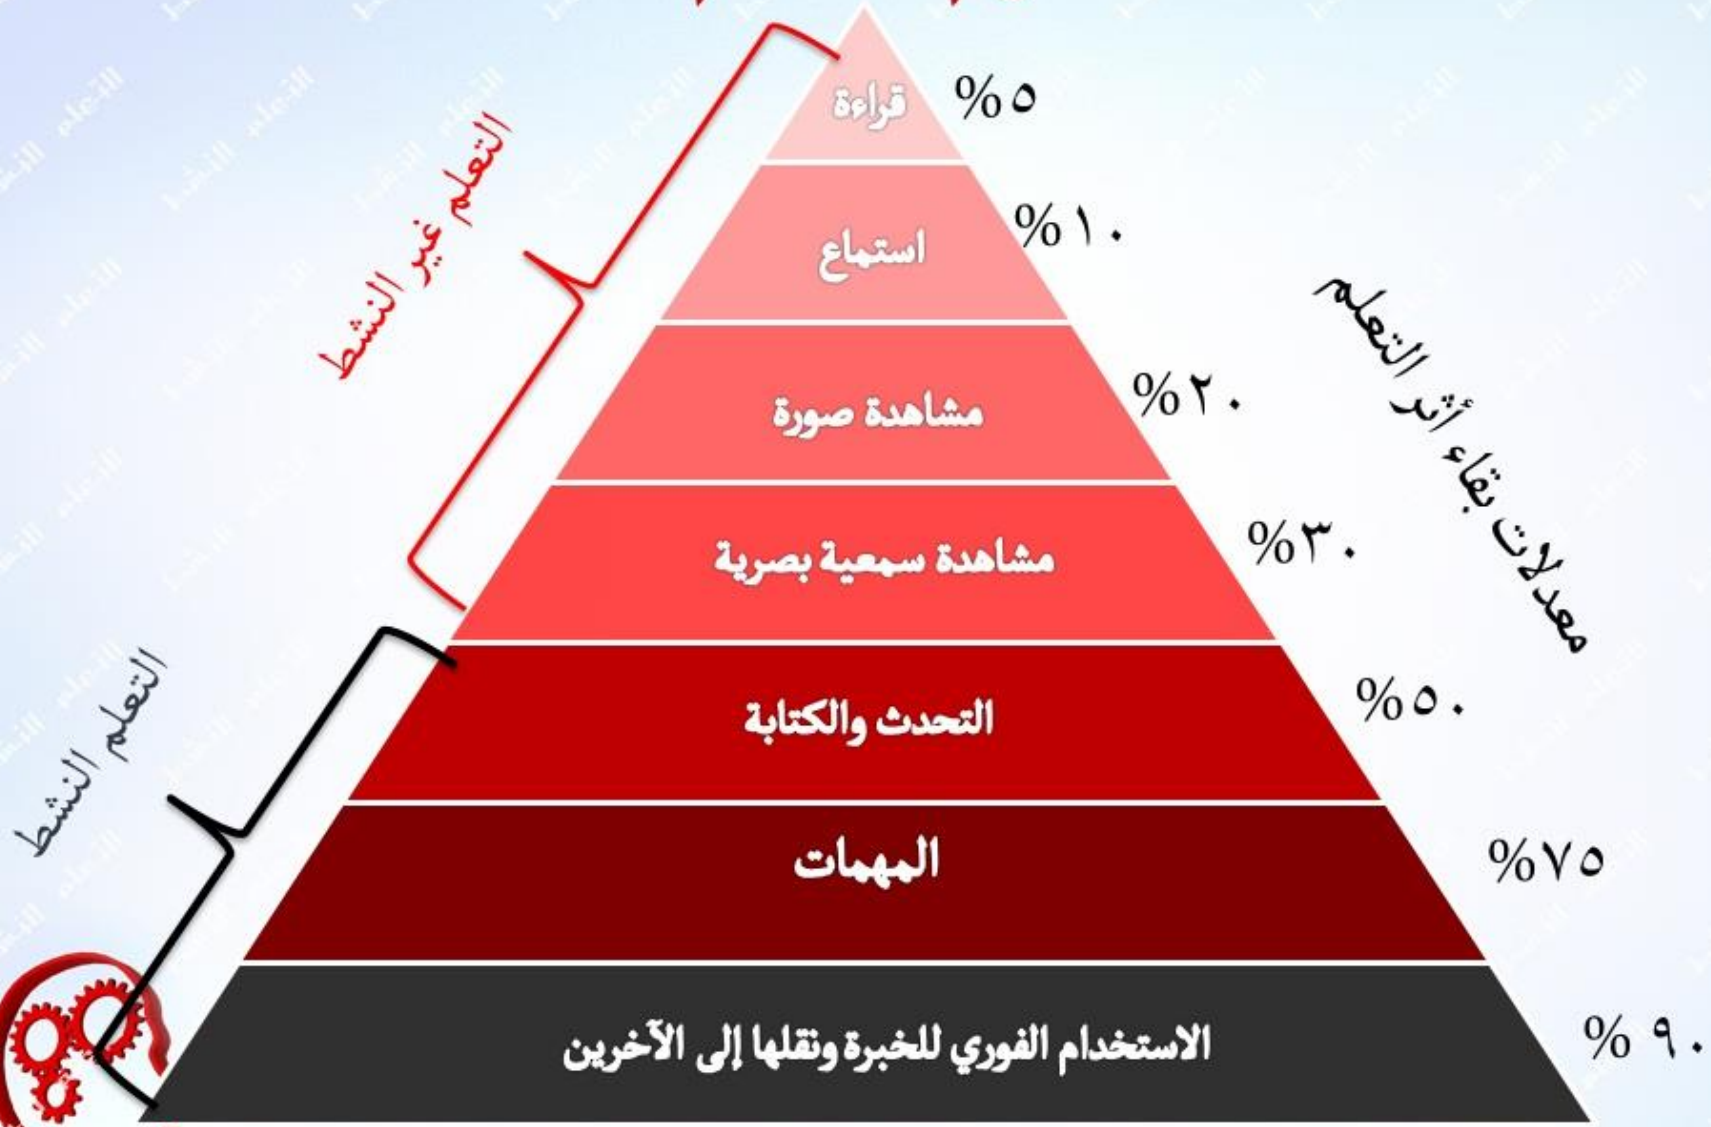 قراءة
%٥
استماع
%١٠
مشاهدة صورة
%٢٠
مشاهدة سمعية بصرية
%٣٠
التحدث والكتابة
%٥٠
المهمات
%٧٥
الاستخدام الفوري للخبرة ونقلها إلى الآخرين
% ٩٠
معدلات بقاء أثر التعلم
التعلم غير النشط
التعلم النشط